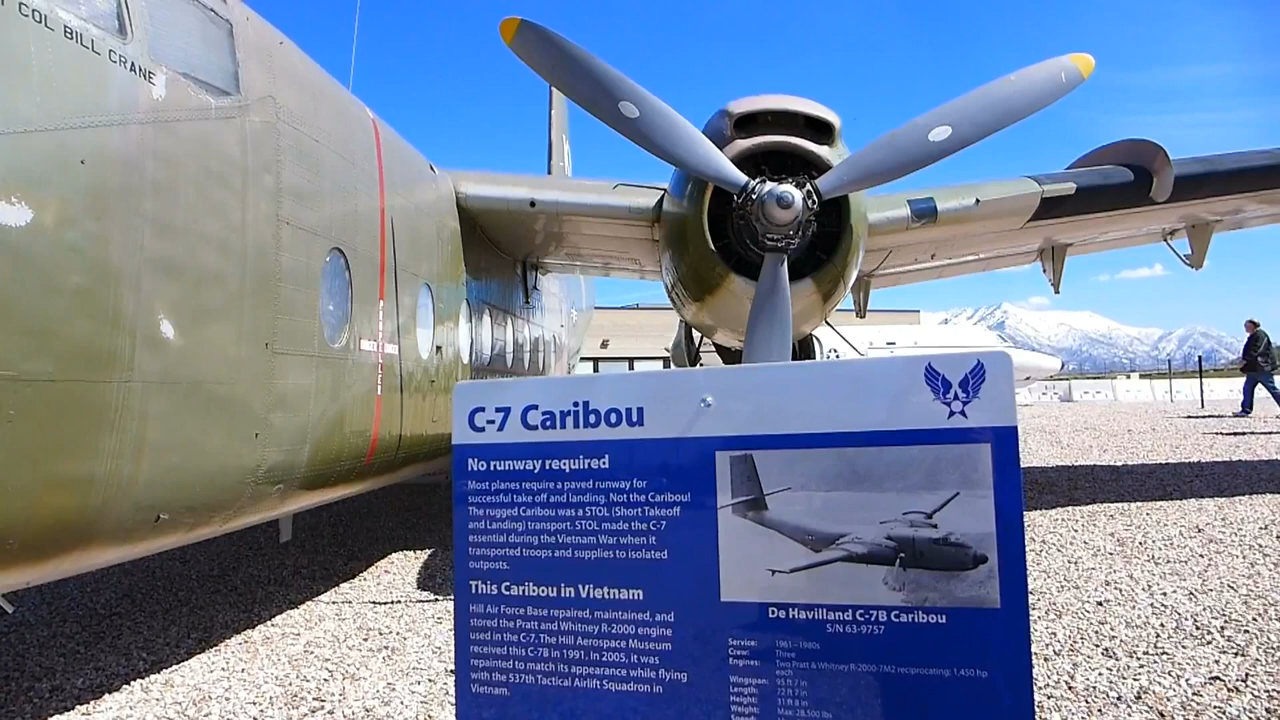 COL BILL CRANE
C-7 Caribou
No runway required
Most planes require a paved runway for
successful take off and landing. Not the Caribou!
The rugged Caribou was a STOL (Short Takeoff
and Landing) transport. STOL made the C-7
essential during the Vietnam War when it
transported troops and supplies to isolated
outposts.
This Caribou in Vietnam
Hill Air Force Base repaired, maintained, and
stored the Pratt and Whitney R-2000 engine
used in the C-7. The Hill Aerospace Museum
received this C-7B in 1991, in 2005, it was
repainted to match its appearance while flying
with the 537th Tactical Airlift Squadron in
Vietnam.
De Havilland C-7B Caribou
S/N 63-9757
Service: 1961–1980s
Crew: Three
Engines: Two Pratt & Whitney R-2000-7M2 reciprocating; 1,450 hp
each
Wingspan: 95 ft 7 in
Length: 72 ft 7 in
Height: 31 ft 8 in
Weight: Max: 28,500 lbs